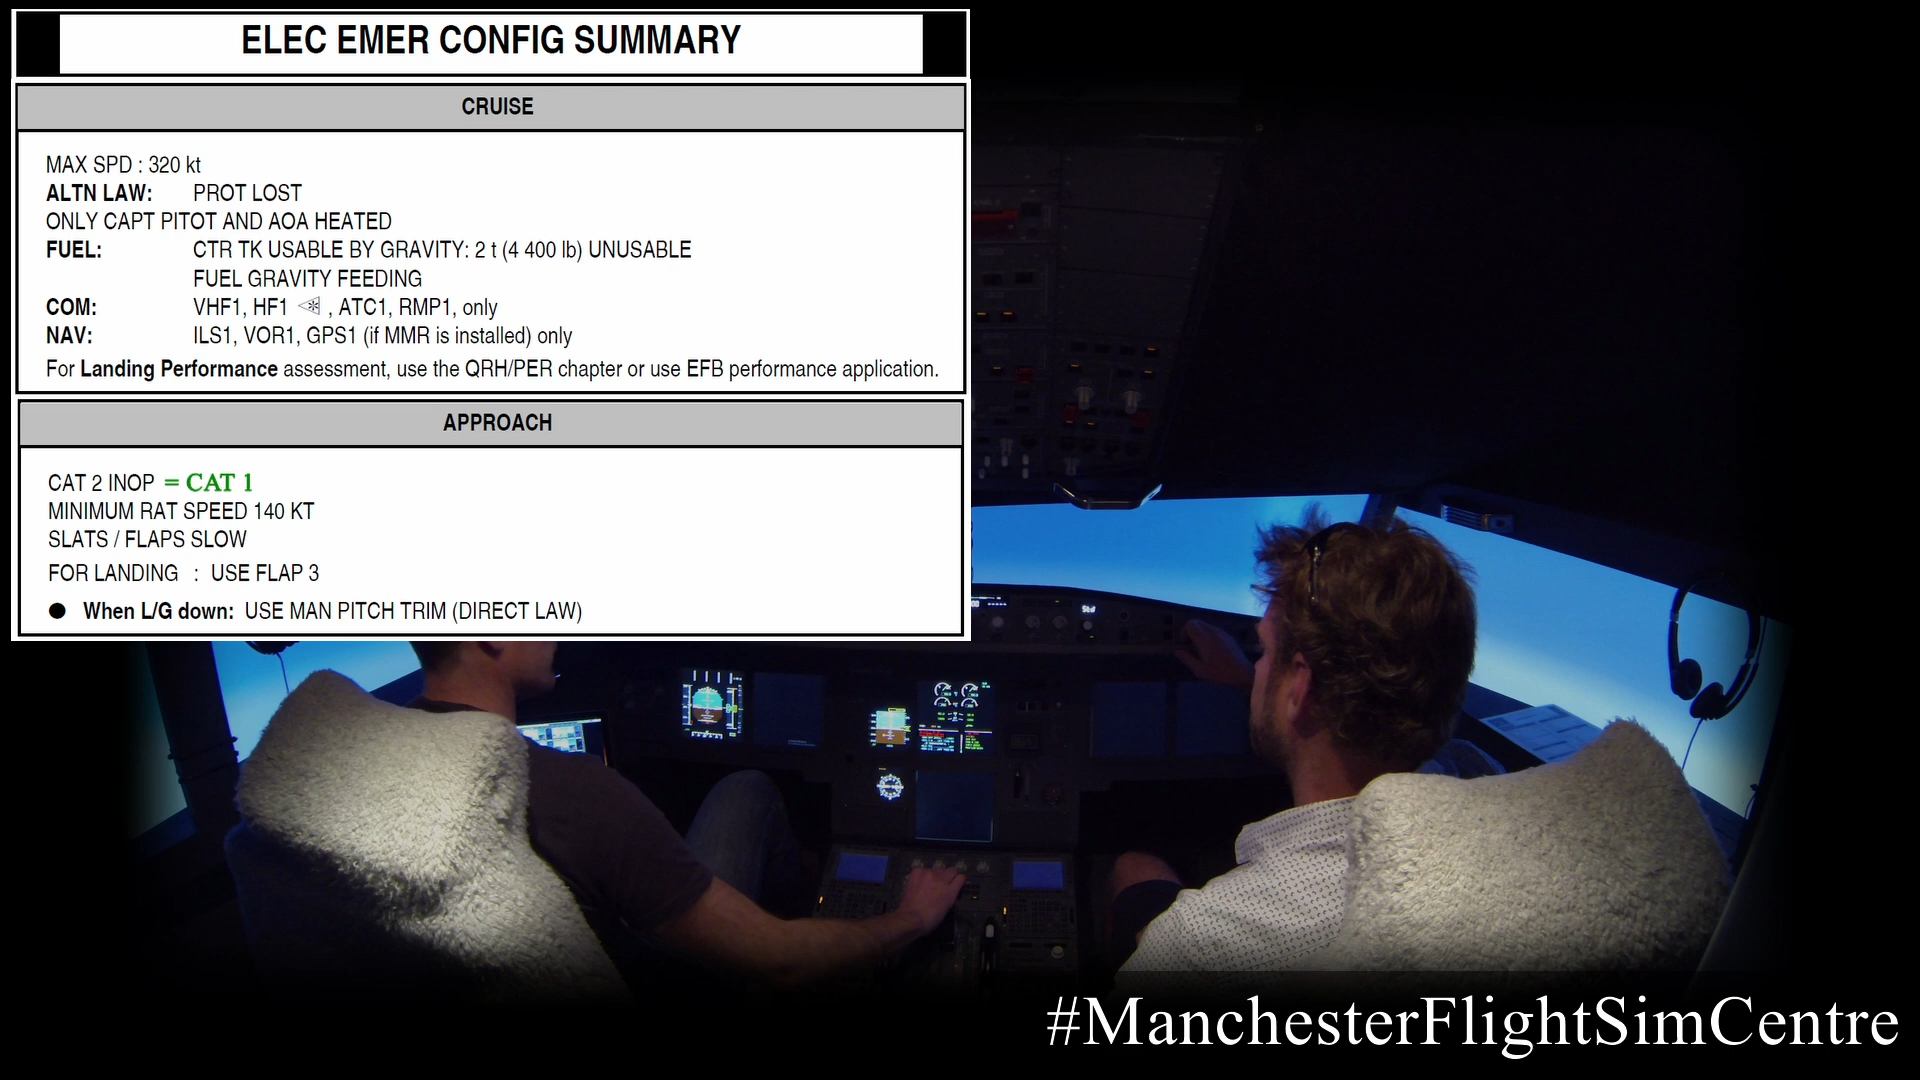 ELEC EMER CONFIG SUMMARY
CRUISE
MAX SPD : 320 kt
ALTN LAW: PROT LOST
ONLY CAPT PITOT AND AOA HEATED
FUEL: CTR TK USABLE BY GRAVITY: 2 t (4 400 lb) UNUSABLE
FUEL GRAVITY FEEDING
COM: VHF1, HF1 , ATC1, RMP1, only
NAV: ILS1, VOR1, GPS1 (if MMR is installed) only
For Landing Performance assessment, use the QRH/PER chapter or use EFB performance application.
APPROACH
CAT 2 INOP = CAT 1
MINIMUM RAT SPEED 140 KT
SLATS / FLAPS SLOW
FOR LANDING : USE FLAP 3
● When L/G down: USE MAN PITCH TRIM (DIRECT LAW)
Std
#ManchesterFlightSimCentre